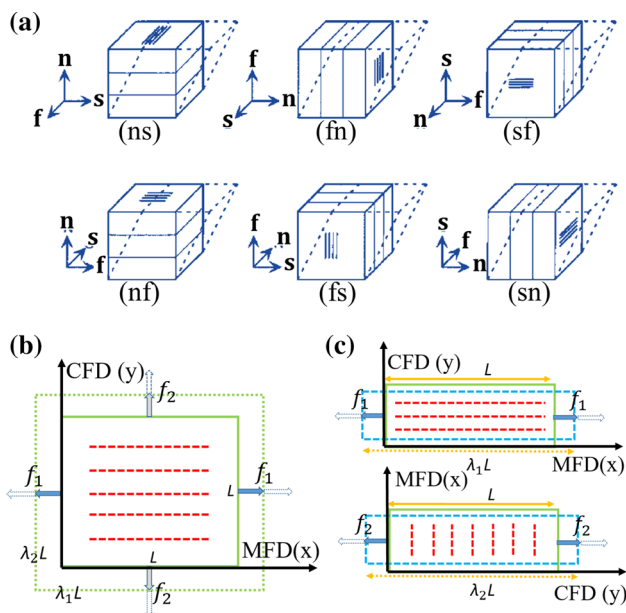 (a)
n
s
f
(ns)
f
n
s
(fn)
s
f
n
(sf)
n
s
f
(nf)
f
n
s
(fs)
s
f
n
(sn)
(b)
CFD (y)
f2
f1
f1
L
L
MFD(x)
λ2L
λ1L
f2
(c)
CFD (y)
L
f1
f1
MFD(x)
λ1L
MFD(x)
L
f2
f2
λ2L
CFD (y)